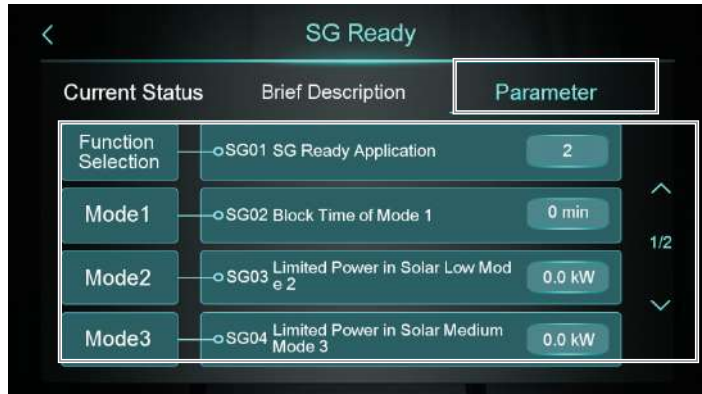 SG Ready
Current Status Brief Description Parameter
Function
Selection
SG01 SG Ready Application
2
Mode1
SG02 Block Time of Mode 1
0 min
1/2
Mode2
SG03 Limited Power in Solar Low Mod
e 2
0.0 kW
Mode3
SG04 Limited Power in Solar Medium
Mode 3
0.0 kW